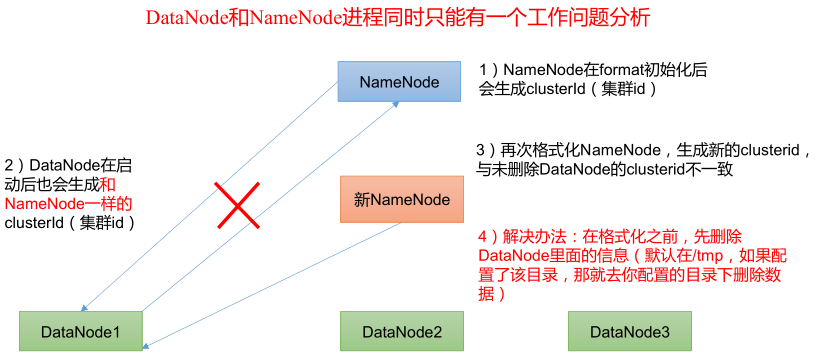 DataNode和NameNode进程同时只能有一个工作问题分析
NameNode
1）NameNode在format初始化后
会生成clusterId（集群id）
2）DataNode在启
动后也会生成和
NameNode一样的
clusterId（集群id）
3）再次格式化NameNode，生成新的clusterid，
与未删除DataNode的clusterid不一致
新NameNode
4）解决办法：在格式化之前，先删除
DataNode里面的信息（默认在/tmp，如果配
置了该目录，那就去你配置的目录下删除数
据）
DataNode1
DataNode2
DataNode3